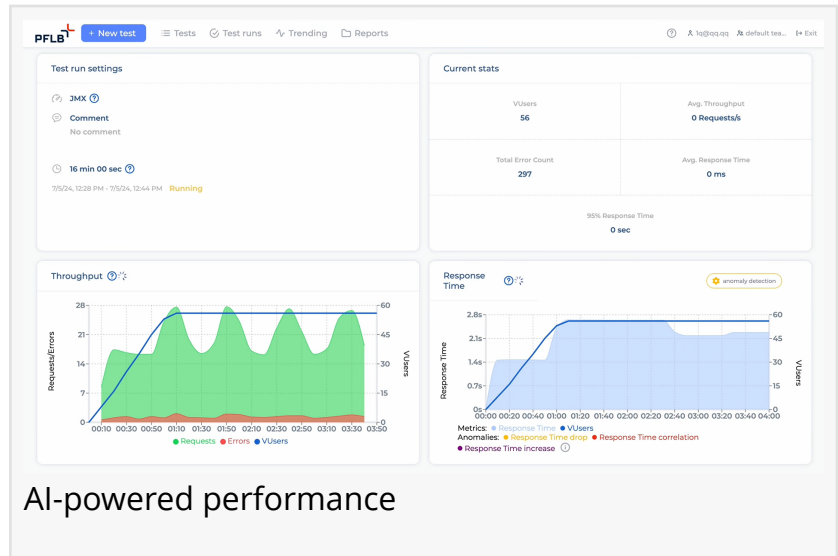 PFLB + New test Tests Test runs Trending Reports ? 1q@qq.qq default tea... Exit
Test run settings
JMX ?
Comment
No comment
16 min 00 sec ?
7/5/24, 12:28 PM - 7/5/24, 12:44 PM Running
Current stats
VUsers
56
Avg. Throughput
0 Requests/s
Total Error Count
297
Avg. Response Time
0 ms
95% Response Time
0 sec
Throughput ?
28
21
14
7
0
Requests/Errors
60
45
30
15
0
VUsers
00:10 00:30 00:50 01:10 01:30 01:50 02:10 02:30 02:50 03:10 03:30 03:50
Requests Errors VUsers
Response
Time ?
anomaly detection
2.8s
2.1s
1.4s
0.7s
0s
Response Time
60
45
30
15
0
VUsers
00:00 00:20 00:40 01:00 01:20 01:40 02:00 02:20 02:40 03:00 03:20 03:40 04:00
Metrics: Response Time VUsers
Anomalies: Response Time drop Response Time correlation
Response Time increase i
AI-powered performance